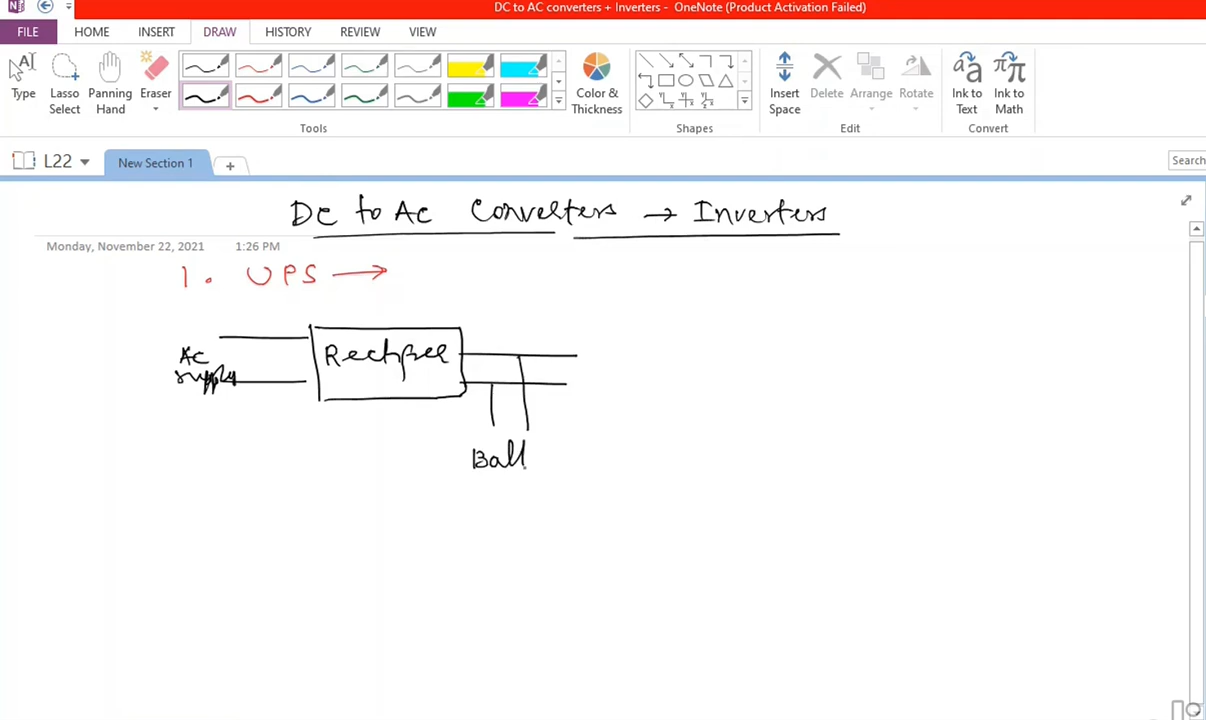 DC to AC converters + Inverters - OneNote (Product Activation Failed)
FILE HOME INSERT DRAW HISTORY REVIEW VIEW
Type
Lasso Select
Panning Hand
Eraser
Color & Thickness
Insert Space
Delete
Arrange
Rotate
Ink to Text
Ink to Math
Tools
Shapes
Edit
Convert
L22
New Section 1
Search
DC to AC Converters → Inverters
Monday, November 22, 2021 1:26 PM
1. UPS →
AC supply
Rectifier
Batt